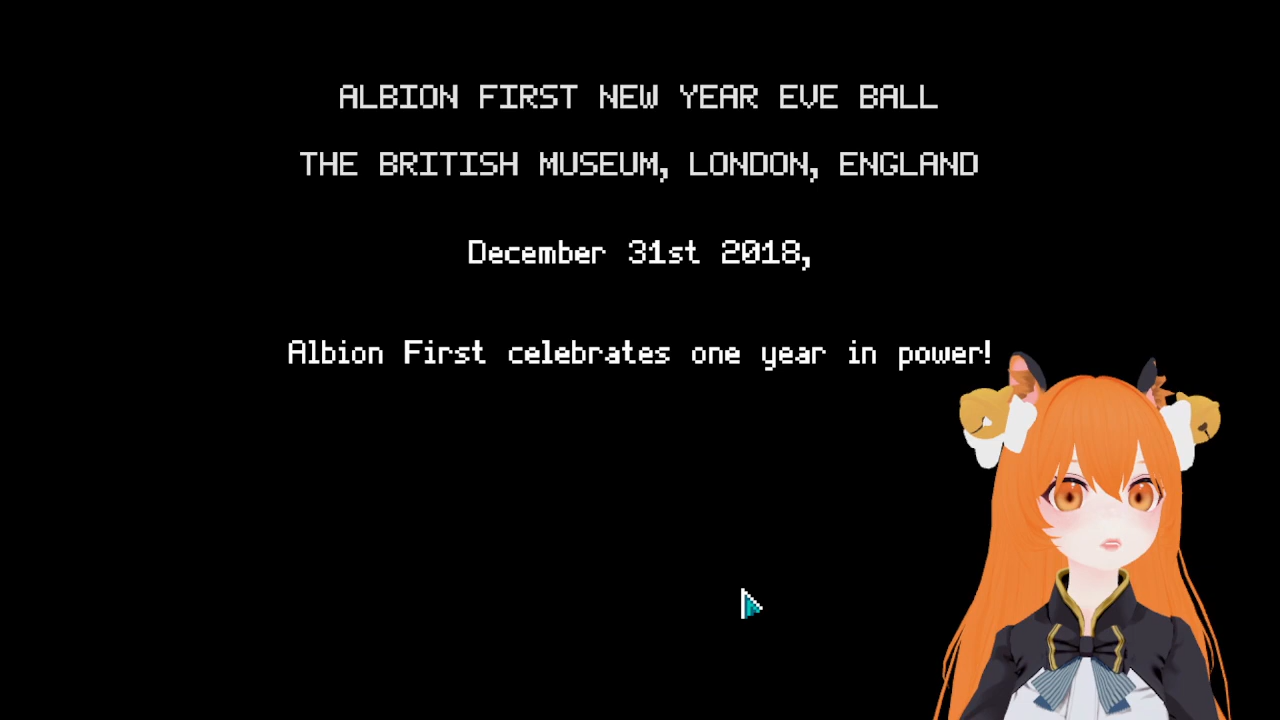 ALBION FIRST NEW YEAR EVE BALL
THE BRITISH MUSEUM, LONDON, ENGLAND
December 31st 2018,
Albion First celebrates one year in power!